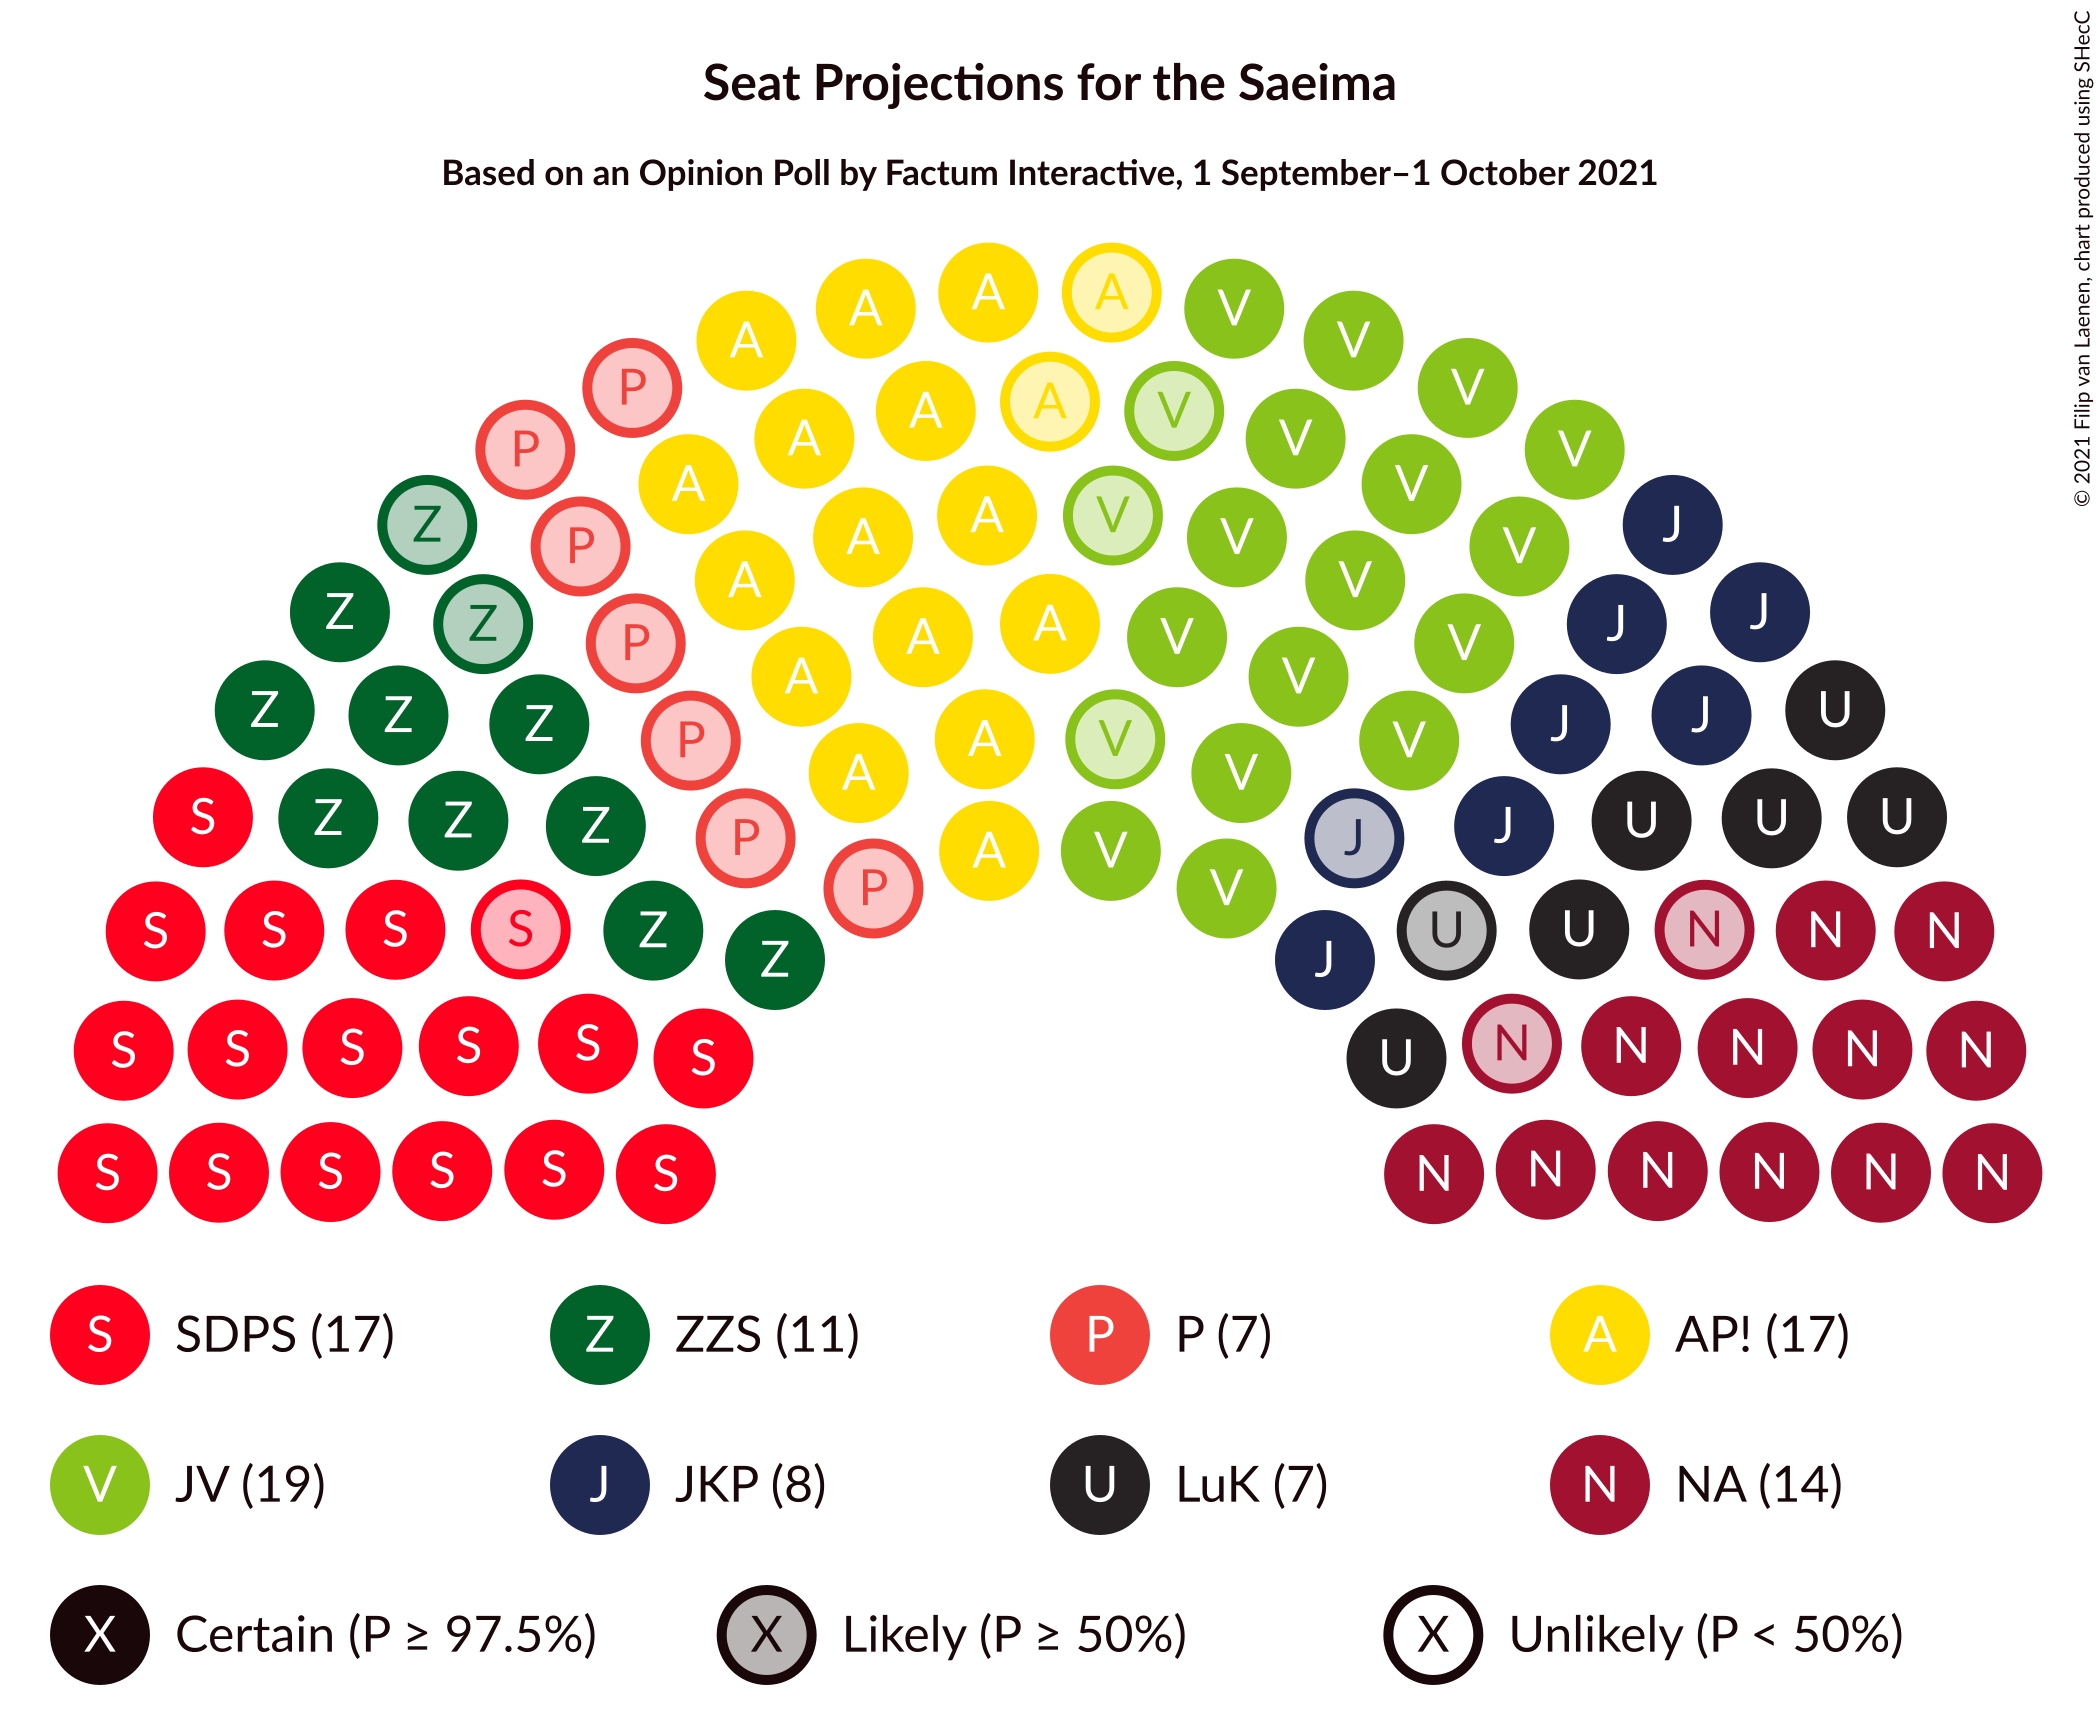 © 2021 Filip van Laenen, chart produced using SHecC
Seat Projections for the Saeima
Based on an Opinion Poll by Factum Interactive, 1 September–1 October 2021
A A A V
A V
P A A V V
P A V V
A V
Z P A A V V V J
A V
Z Z P A A V V J J
A V
Z Z Z P A V V J J U
A V
S Z Z Z P A V J J U U U
P V
S S S S Z U U N N N
Z J
S S S S S S U N N N N N
S S S S S S N N N N N N
S SDPS (17) Z ZZS (11) P P (7) A AP! (17)
V JV (19) J JKP (8) U LuK (7) N NA (14)
X Certain (P ≥ 97.5%) X Likely (P ≥ 50%) X Unlikely (P < 50%)